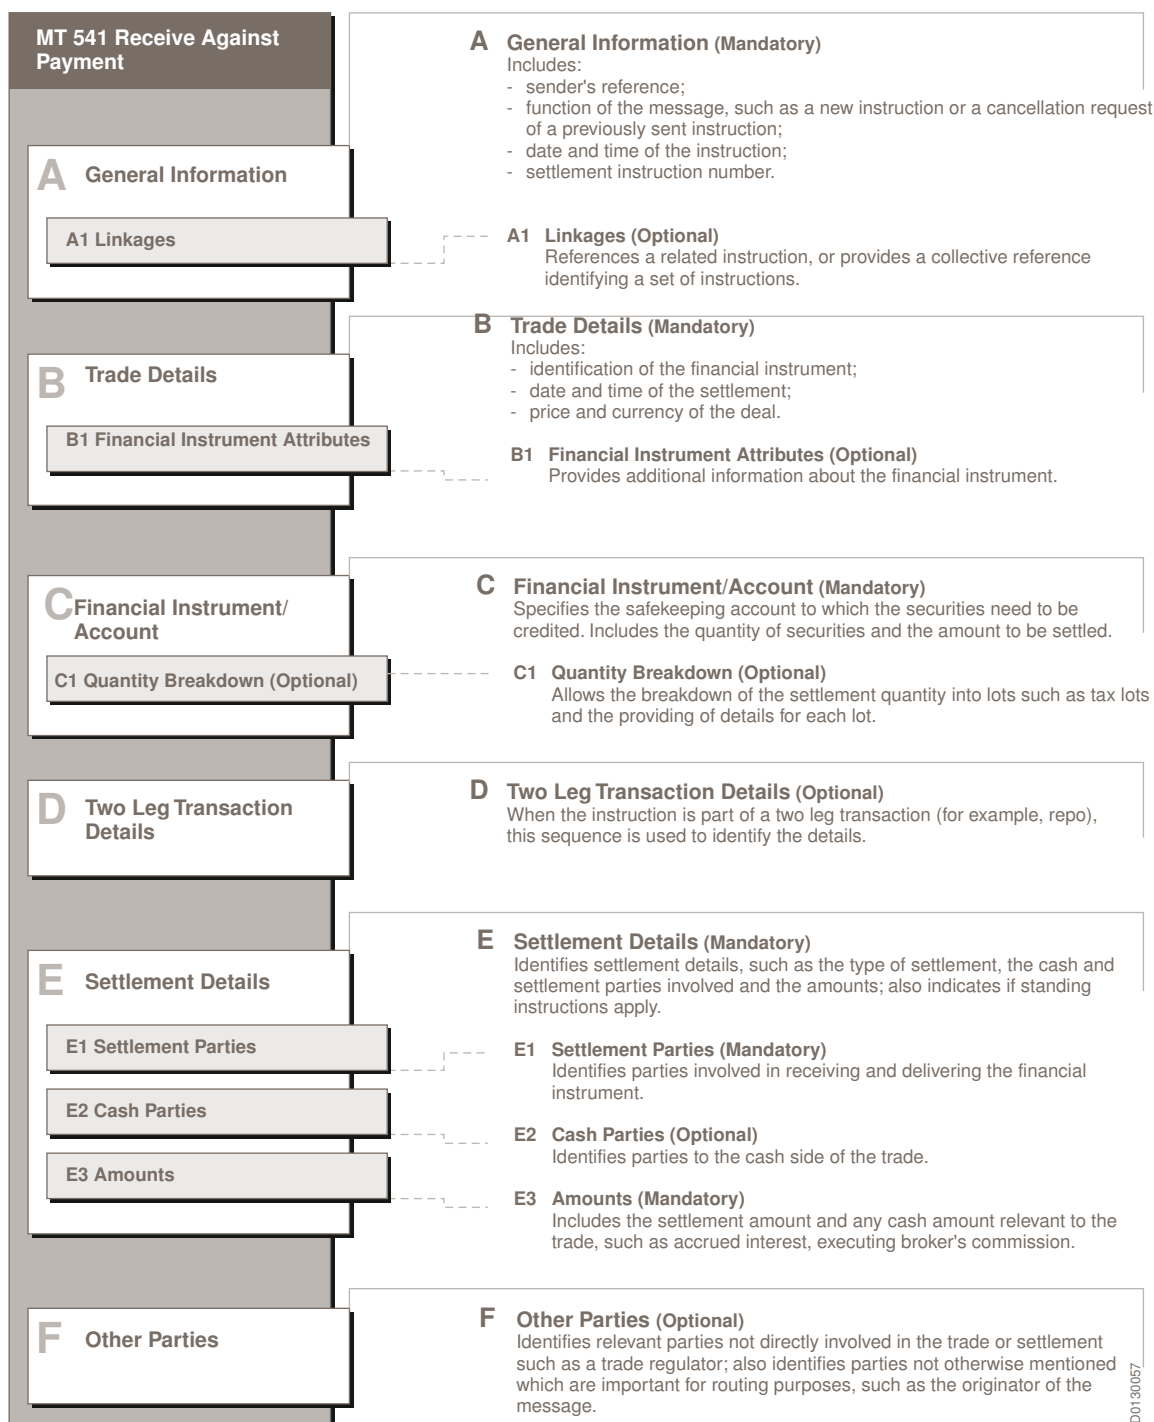 MT 541 Receive Against
Payment
A General Information
A1 Linkages
B Trade Details
B1 Financial Instrument Attributes
C Financial Instrument/
Account
C1 Quantity Breakdown (Optional)
D Two Leg Transaction
Details
E Settlement Details
E1 Settlement Parties
E2 Cash Parties
E3 Amounts
F Other Parties
A General Information (Mandatory)
Includes:
- sender's reference;
- function of the message, such as a new instruction or a cancellation request
of a previously sent instruction;
- date and time of the instruction;
- settlement instruction number.
A1 Linkages (Optional)
References a related instruction, or provides a collective reference
identifying a set of instructions.
B Trade Details (Mandatory)
Includes:
- identification of the financial instrument;
- date and time of the settlement;
- price and currency of the deal.
B1 Financial Instrument Attributes (Optional)
Provides additional information about the financial instrument.
C Financial Instrument/Account (Mandatory)
Specifies the safekeeping account to which the securities need to be
credited. Includes the quantity of securities and the amount to be settled.
C1 Quantity Breakdown (Optional)
Allows the breakdown of the settlement quantity into lots such as tax lots
and the providing of details for each lot.
D Two Leg Transaction Details (Optional)
When the instruction is part of a two leg transaction (for example, repo),
this sequence is used to identify the details.
E Settlement Details (Mandatory)
Identifies settlement details, such as the type of settlement, the cash and
settlement parties involved and the amounts; also indicates if standing
instructions apply.
E1 Settlement Parties (Mandatory)
Identifies parties involved in receiving and delivering the financial
instrument.
E2 Cash Parties (Optional)
Identifies parties to the cash side of the trade.
E3 Amounts (Mandatory)
Includes the settlement amount and any cash amount relevant to the
trade, such as accrued interest, executing broker's commission.
F Other Parties (Optional)
Identifies relevant parties not directly involved in the trade or settlement
such as a trade regulator; also identifies parties not otherwise mentioned
which are important for routing purposes, such as the originator of the
message.
D0130057